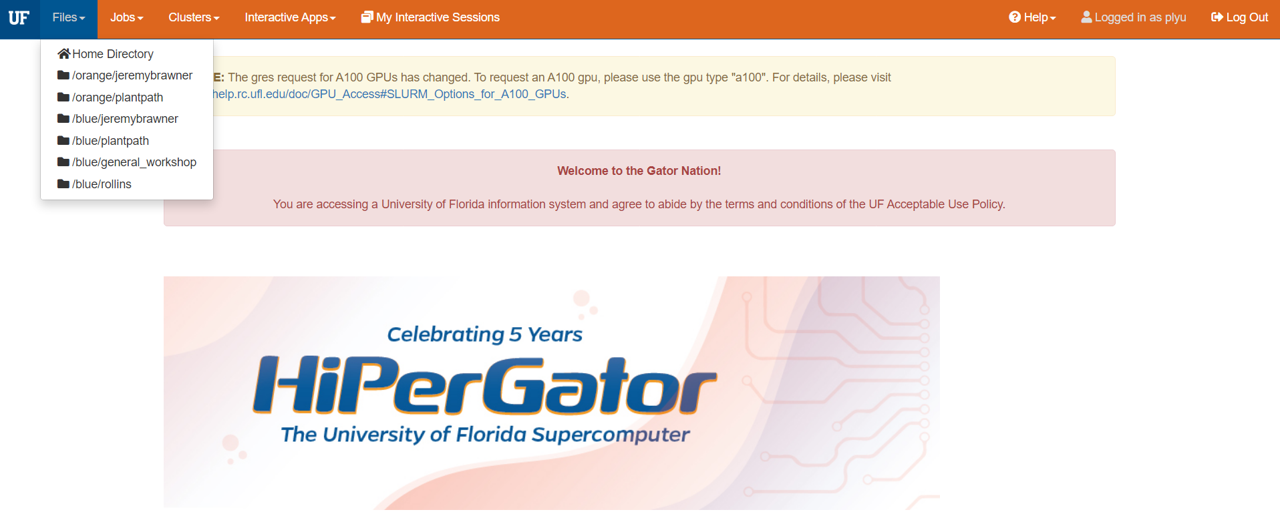 UF Files Jobs Clusters Interactive Apps My Interactive Sessions Help Logged in as plyu Log Out
Home Directory
/orange/jeremybrawner
/orange/plantpath
/blue/jeremybrawner
/blue/plantpath
/blue/general_workshop
/blue/rollins
E: The gres request for A100 GPUs has changed. To request an A100 gpu, please use the gpu type "a100". For details, please visit
help.rc.ufl.edu/doc/GPU_Access#SLURM_Options_for_A100_GPUs.
Welcome to the Gator Nation!
You are accessing a University of Florida information system and agree to abide by the terms and conditions of the UF Acceptable Use Policy.
Celebrating 5 Years
HiPerGator
The University of Florida Supercomputer